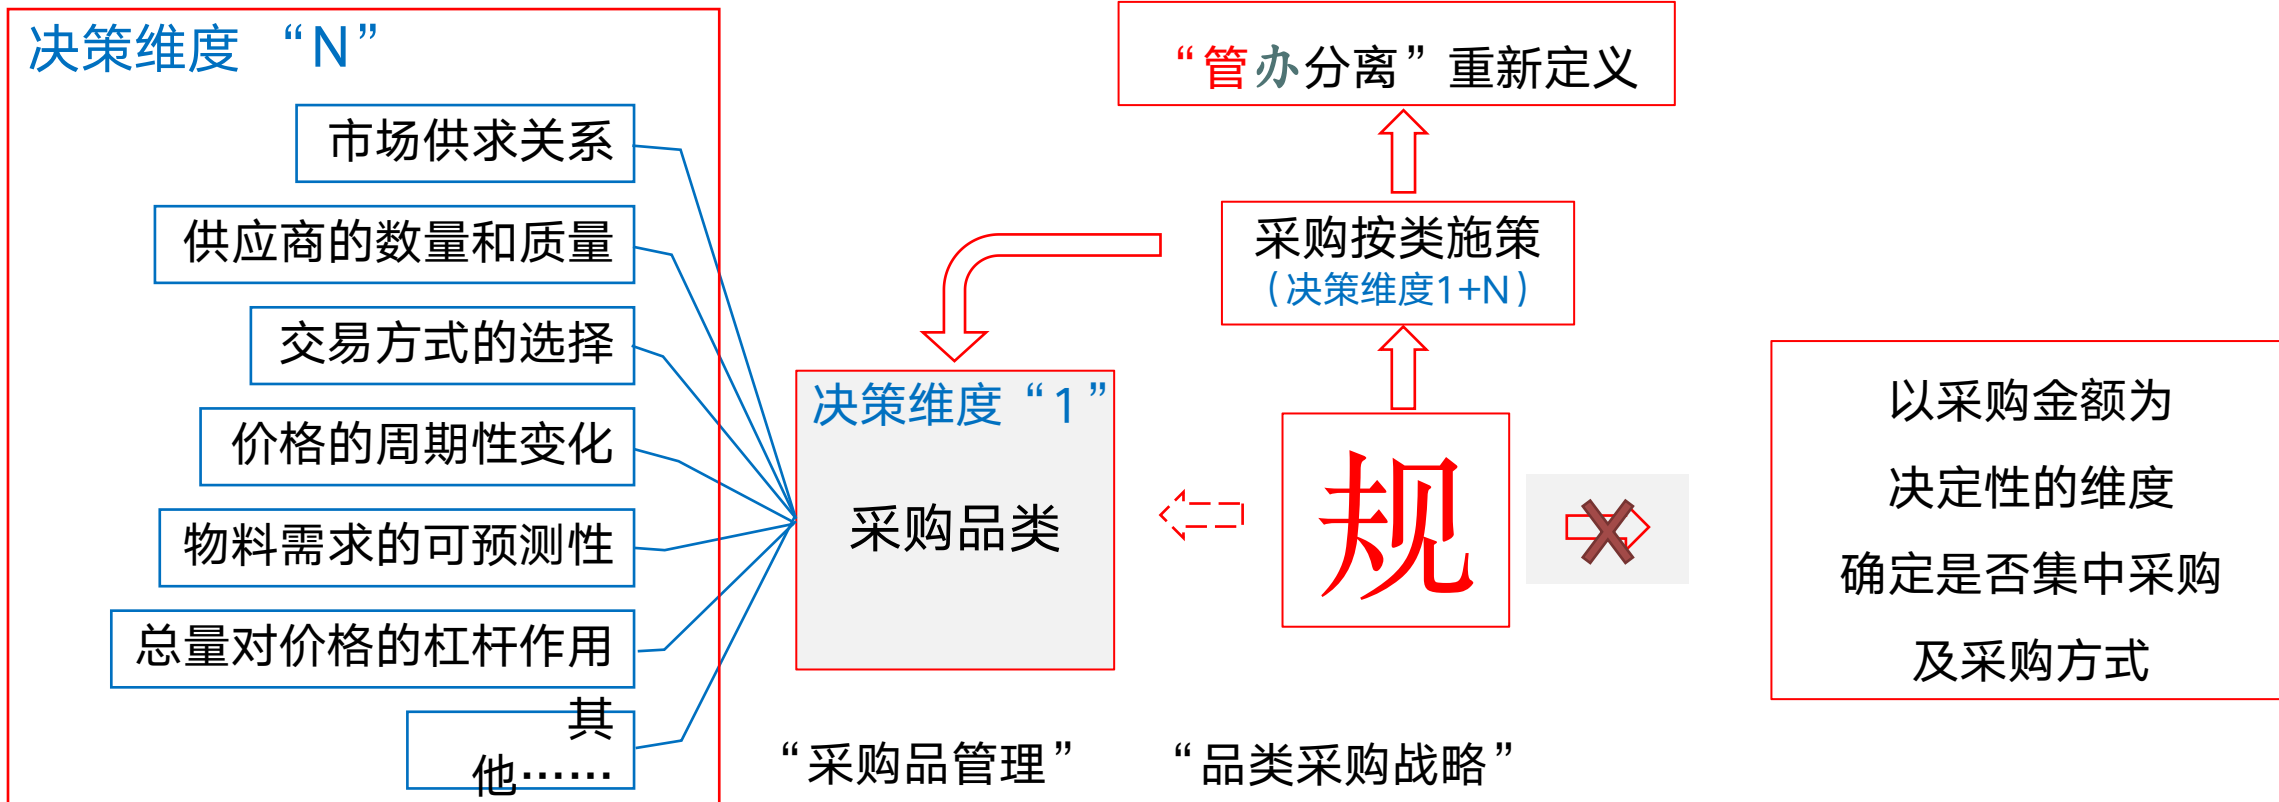 决策维度 “N”
市场供求关系
供应商的数量和质量
交易方式的选择
价格的周期性变化
物料需求的可预测性
总量对价格的杠杆作用
其
他……
决策维度“1”
采购品类
“采购品管理”
“管办分离”重新定义
采购按类施策
（决策维度1+N）
规
“品类采购战略”
以采购金额为
决定性的维度
确定是否集中采购
及采购方式